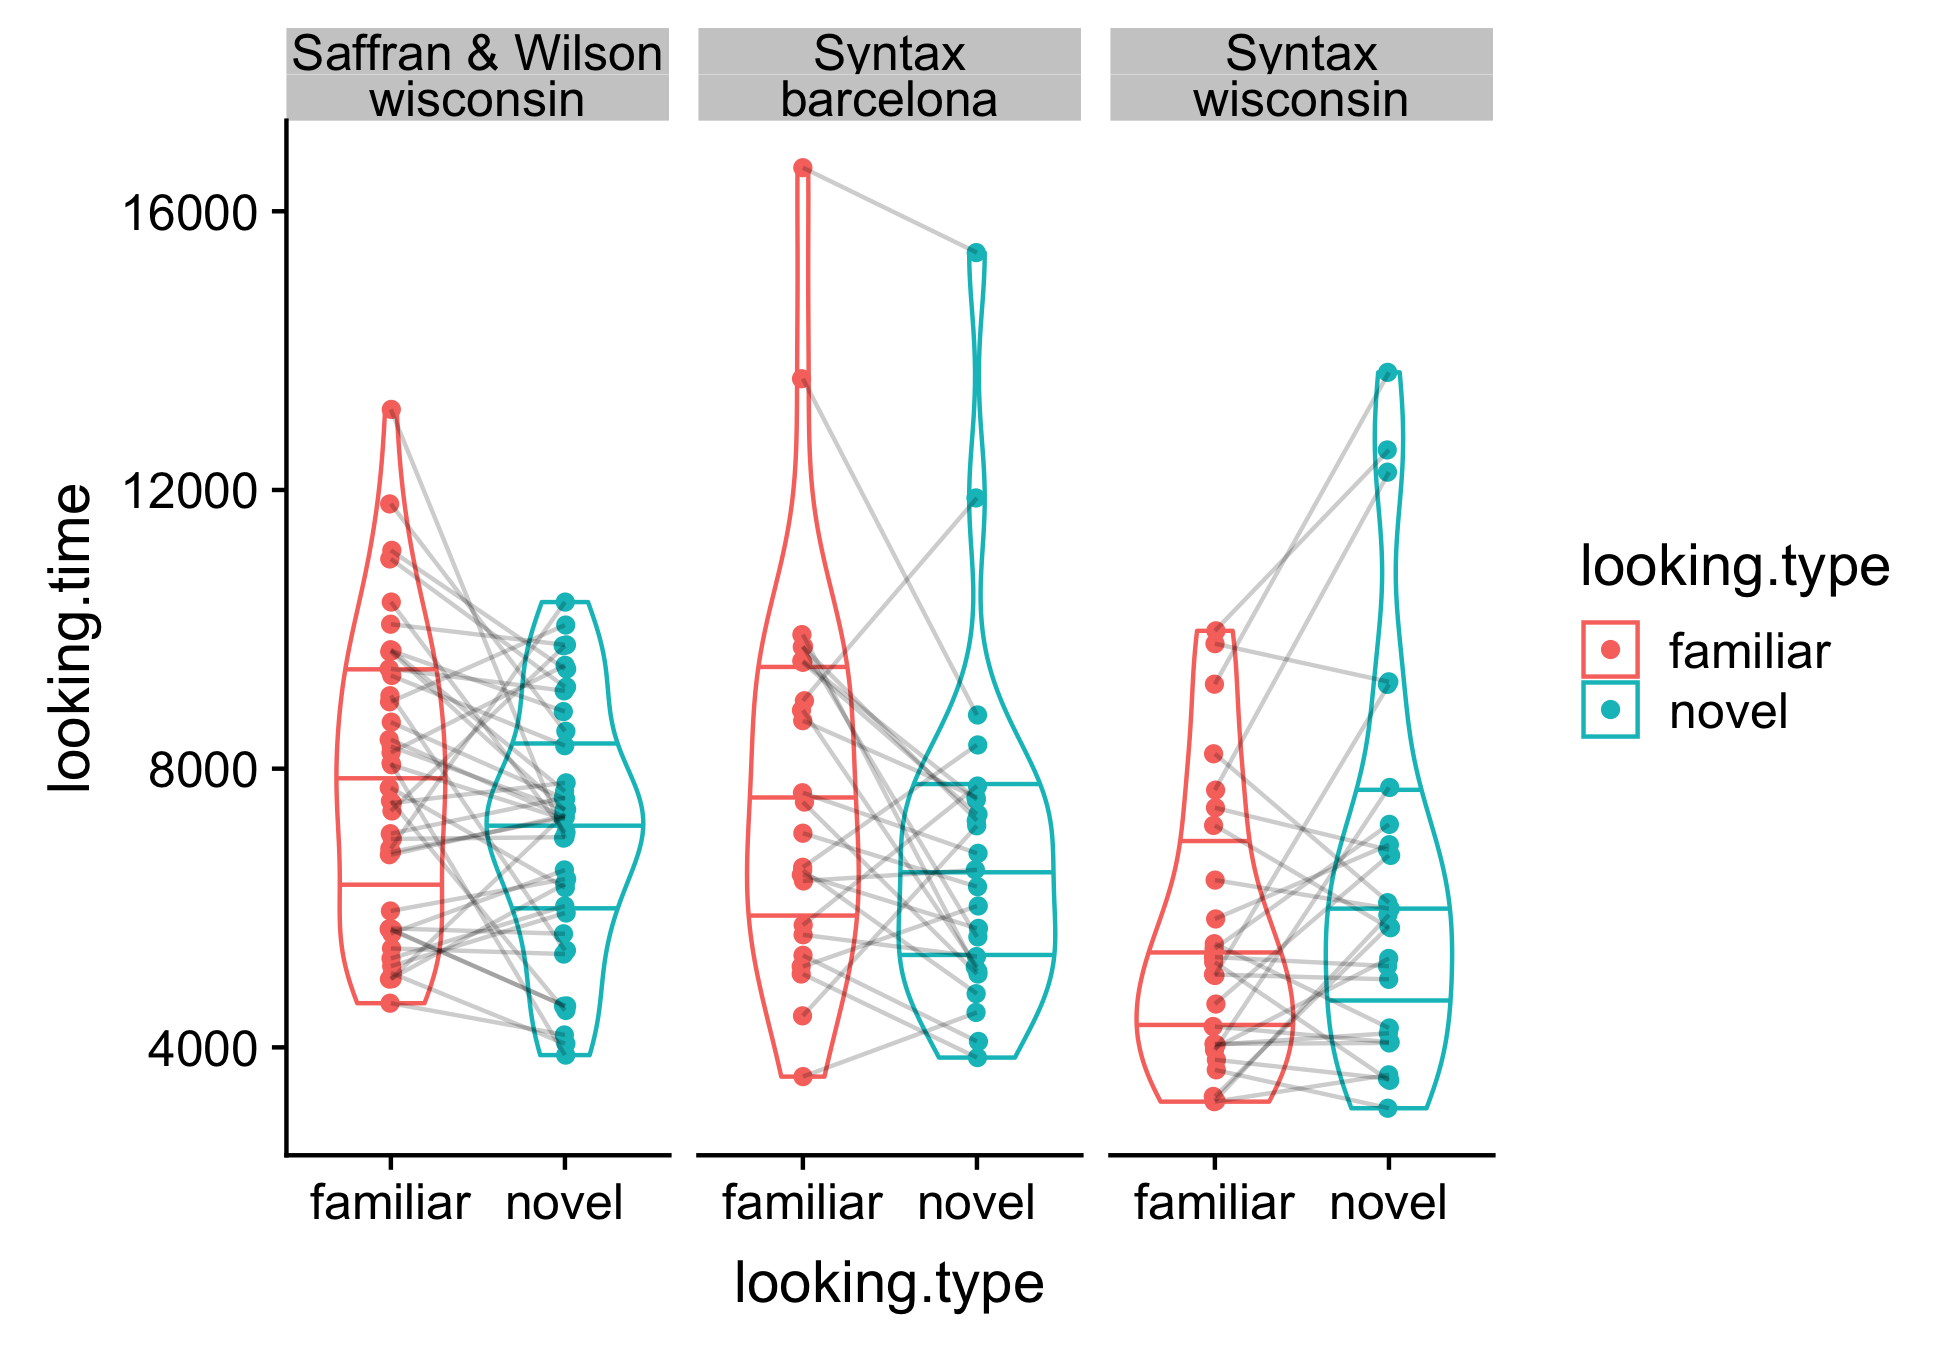 Saffran & Wilson
wisconsin
Syntax
barcelona
Syntax
wisconsin
16000
12000
8000
4000
looking.time
familiar
novel
familiar
novel
familiar
novel
looking.type
looking.type
familiar
novel